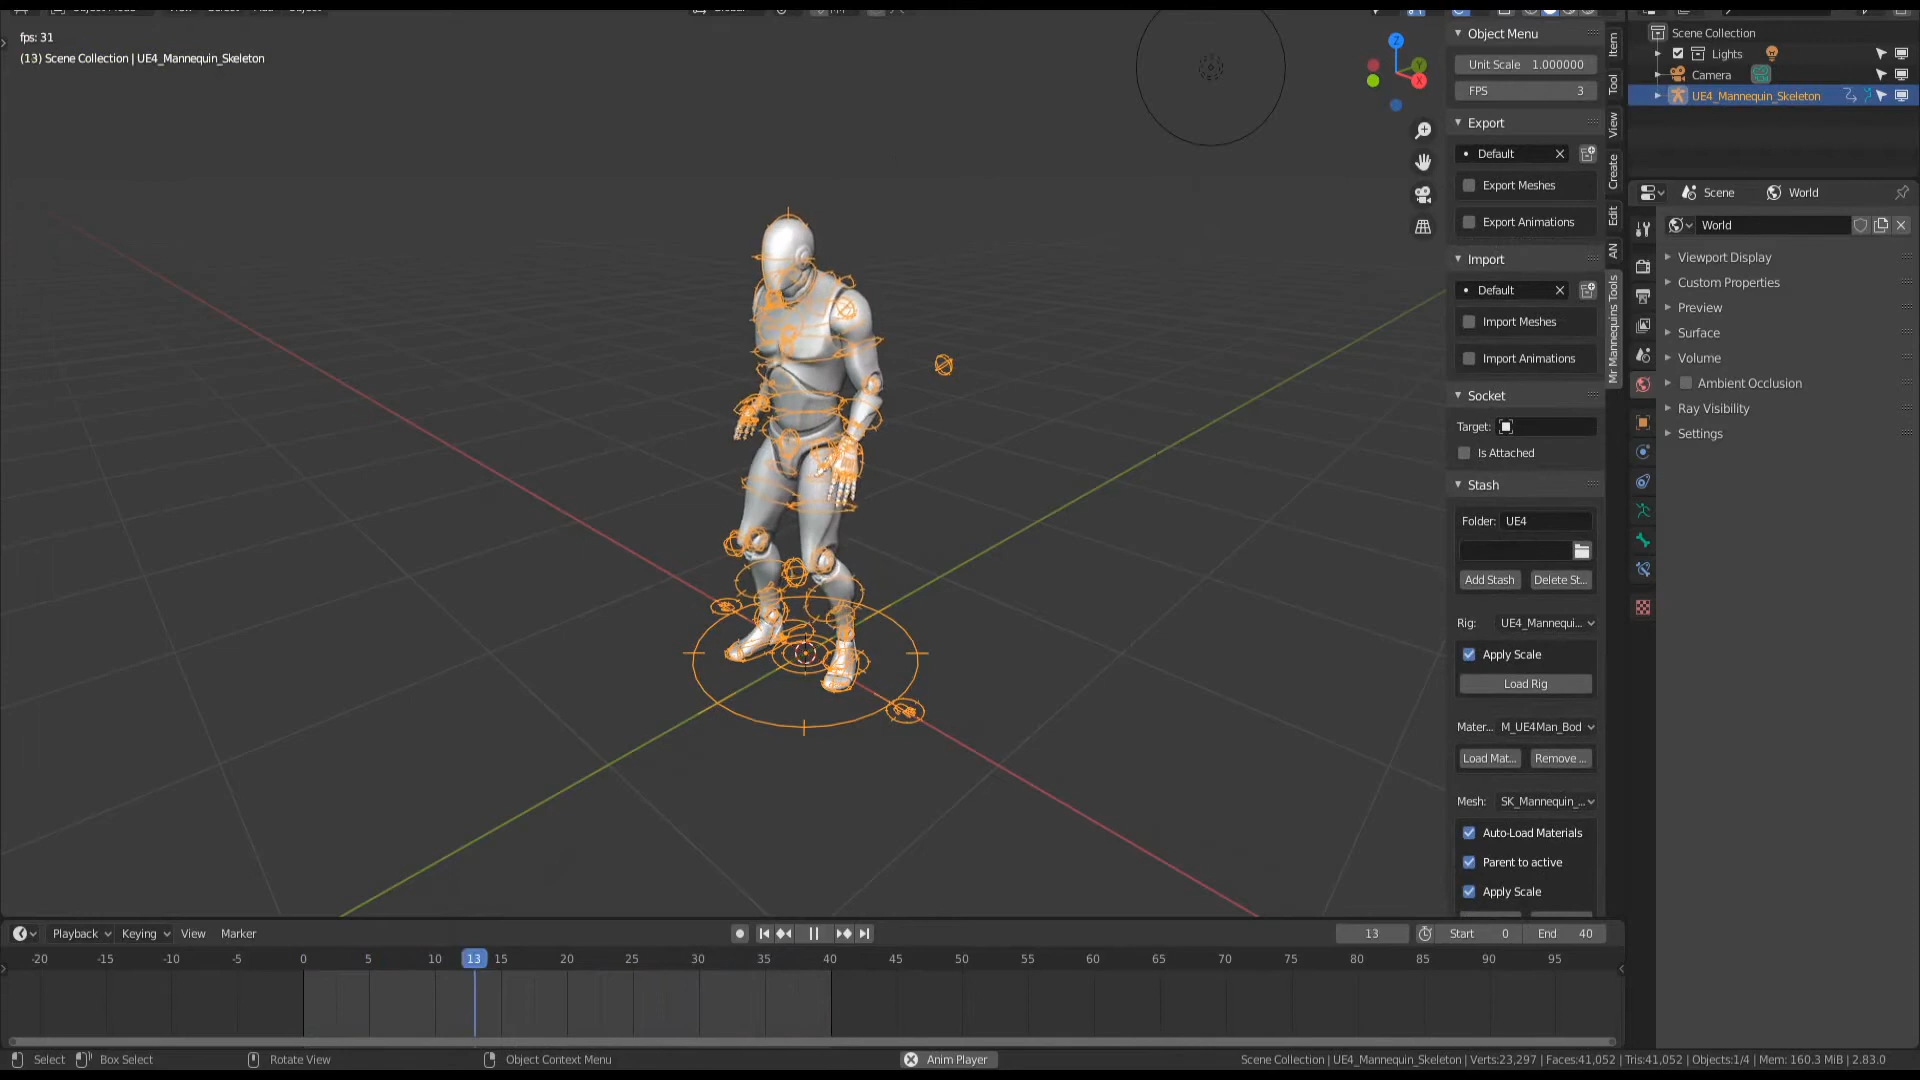 Object Mode
View
Select
Add
Object
Global
fps: 31
(13) Scene Collection | UE4_Mannequin_Skeleton
Z
Y
X
Object Menu
Unit Scale 1.000000
FPS 3
Export
Default
Export Meshes
Export Animations
Import
Default
Import Meshes
Import Animations
Socket
Target:
Is Attached
Stash
Folder: UE4
Add Stash Delete St...
Rig: UE4_Mannequi...
Apply Scale
Load Rig
Mater... M_UE4Man_Bod
Load Mat... Remove ...
Mesh: SK_Mannequin_...
Auto-Load Materials
Parent to active
Apply Scale
Item
Tool
View
Create
Edit
AN
Mr Mannequins Tools
Scene Collection
Lights
Camera
UE4_Mannequin_Skeleton
Scene World
World
Viewport Display
Custom Properties
Preview
Surface
Volume
Ambient Occlusion
Ray Visibility
Settings
Playback Keying View Marker
13 Start 0 End 40
-20 -15 -10 -5 0 5 10 13 15 20 25 30 35 40 45 50 55 60 65 70 75 80 85 90 95
Select Box Select Rotate View Object Context Menu Anim Player Scene Collection | UE4_Mannequin_Skeleton | Verts:23,297 | Faces:41,052 | Tris:41,052 | Objects:1/4 | Mem: 160.3 MiB | 2.83.0